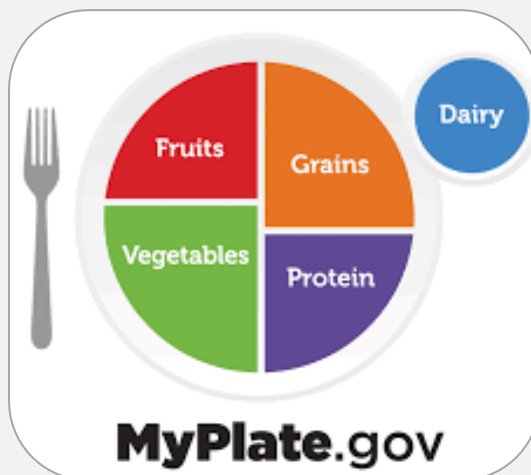 Dairy
Fruits
Grains
Vegetables
Protein
MyPlate.gov